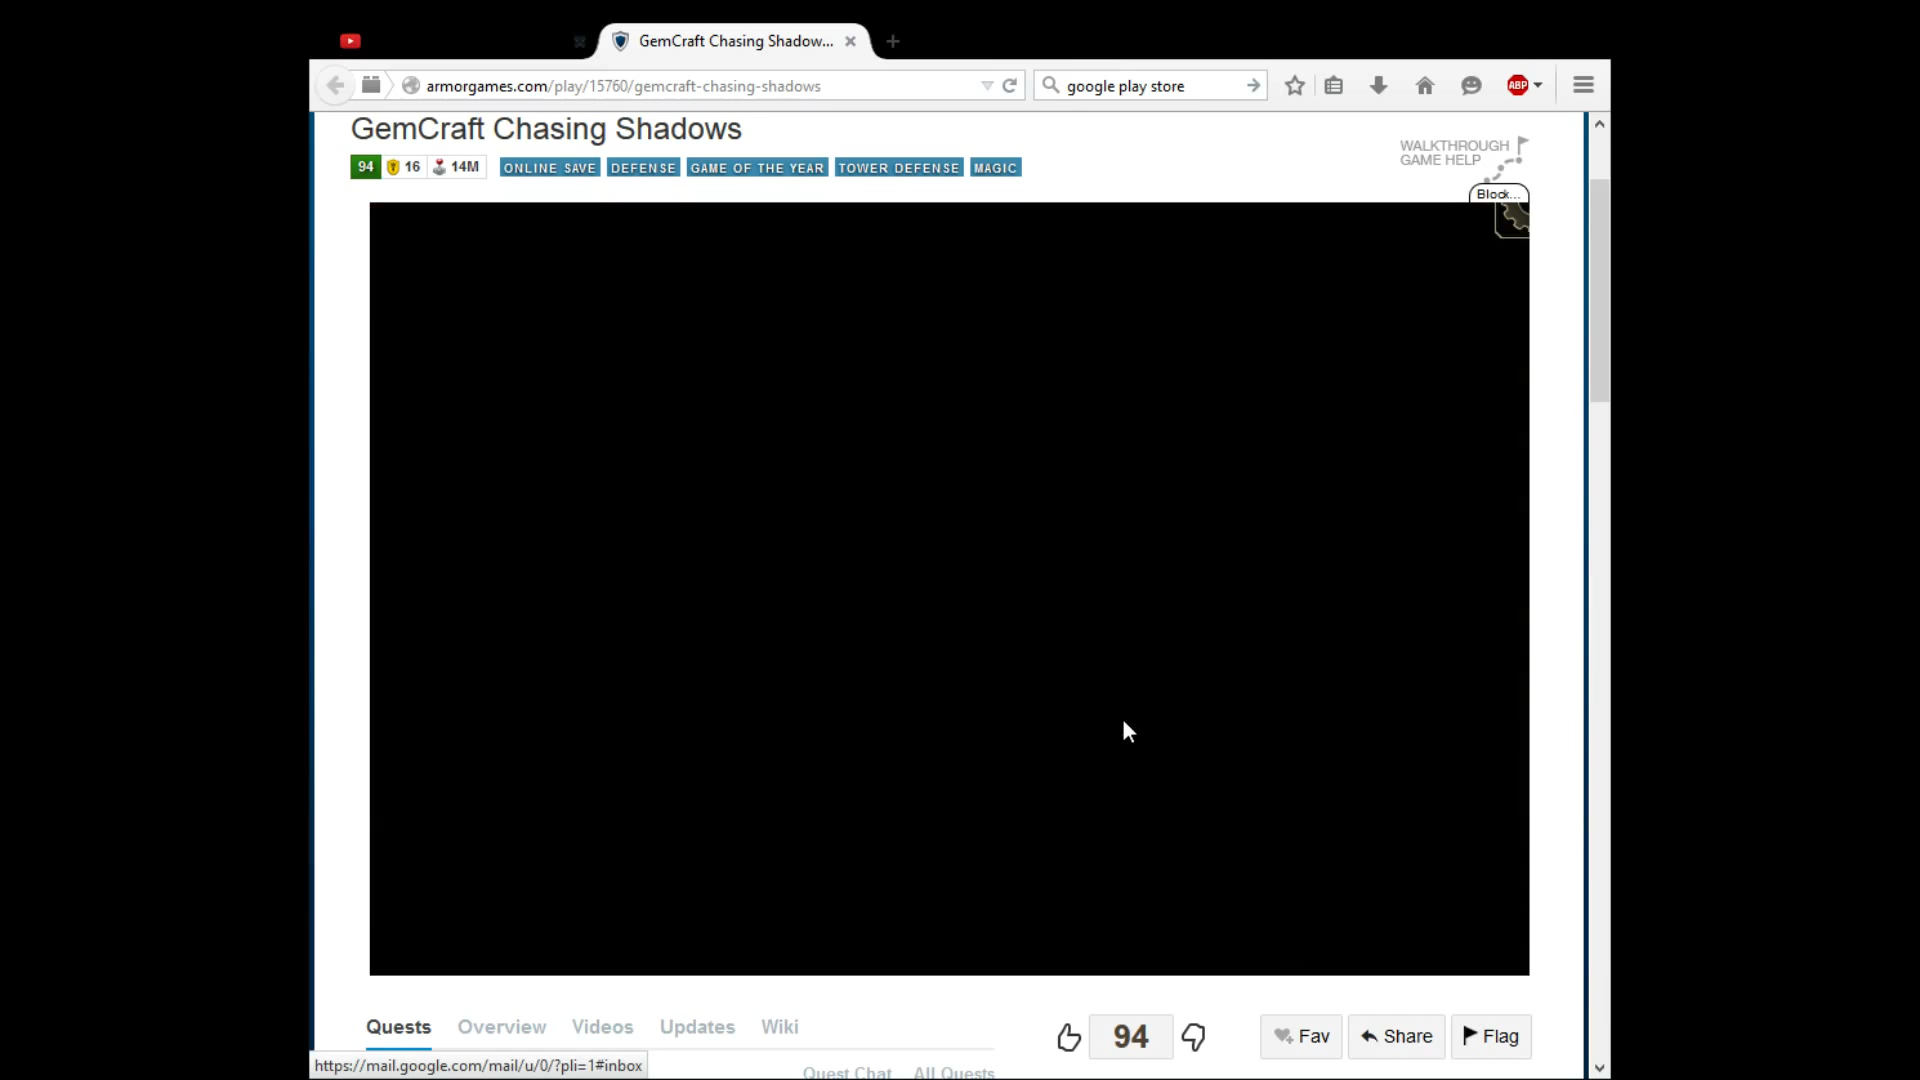 GemCraft Chasing Shadow...
armorgames.com/play/15760/gemcraft-chasing-shadows
google play store
ABP
GemCraft Chasing Shadows
94 16 14M ONLINE SAVE DEFENSE GAME OF THE YEAR TOWER DEFENSE MAGIC
WALKTHROUGH
GAME HELP
Block...
Quests Overview Videos Updates Wiki
94 Fav Share Flag
https://mail.google.com/mail/u/0/?pli=1#inbox
Quest Chat All Quests